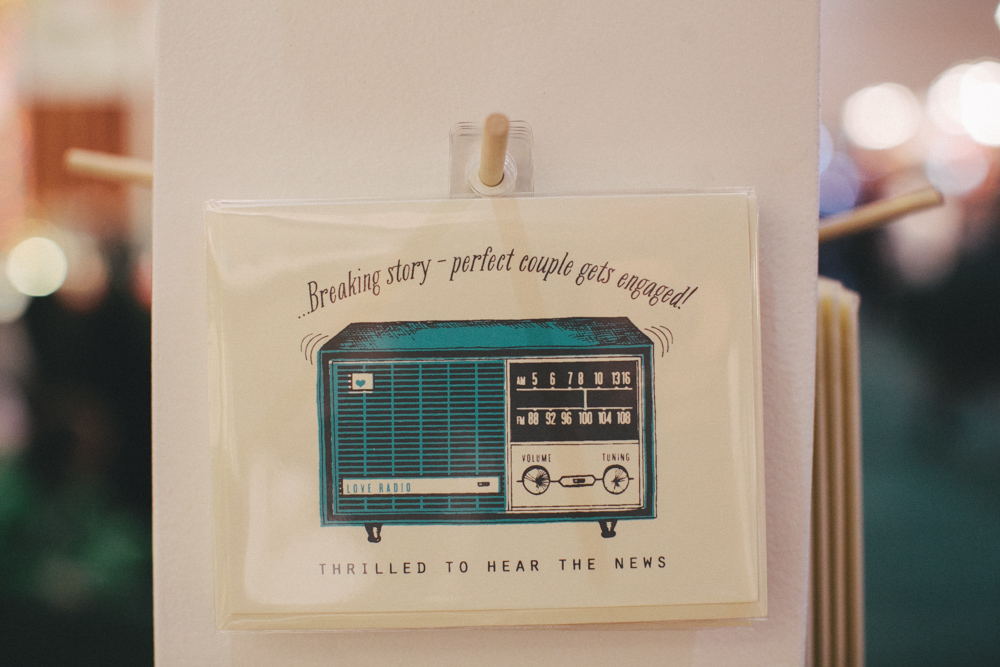 ...Breaking story - perfect couple gets engaged!
AM 5 6 7 8 10 13 16
FM 88 92 96 100 104 108
VOLUME TUNING
LOVE RADIO
THRILLED TO HEAR THE NEWS